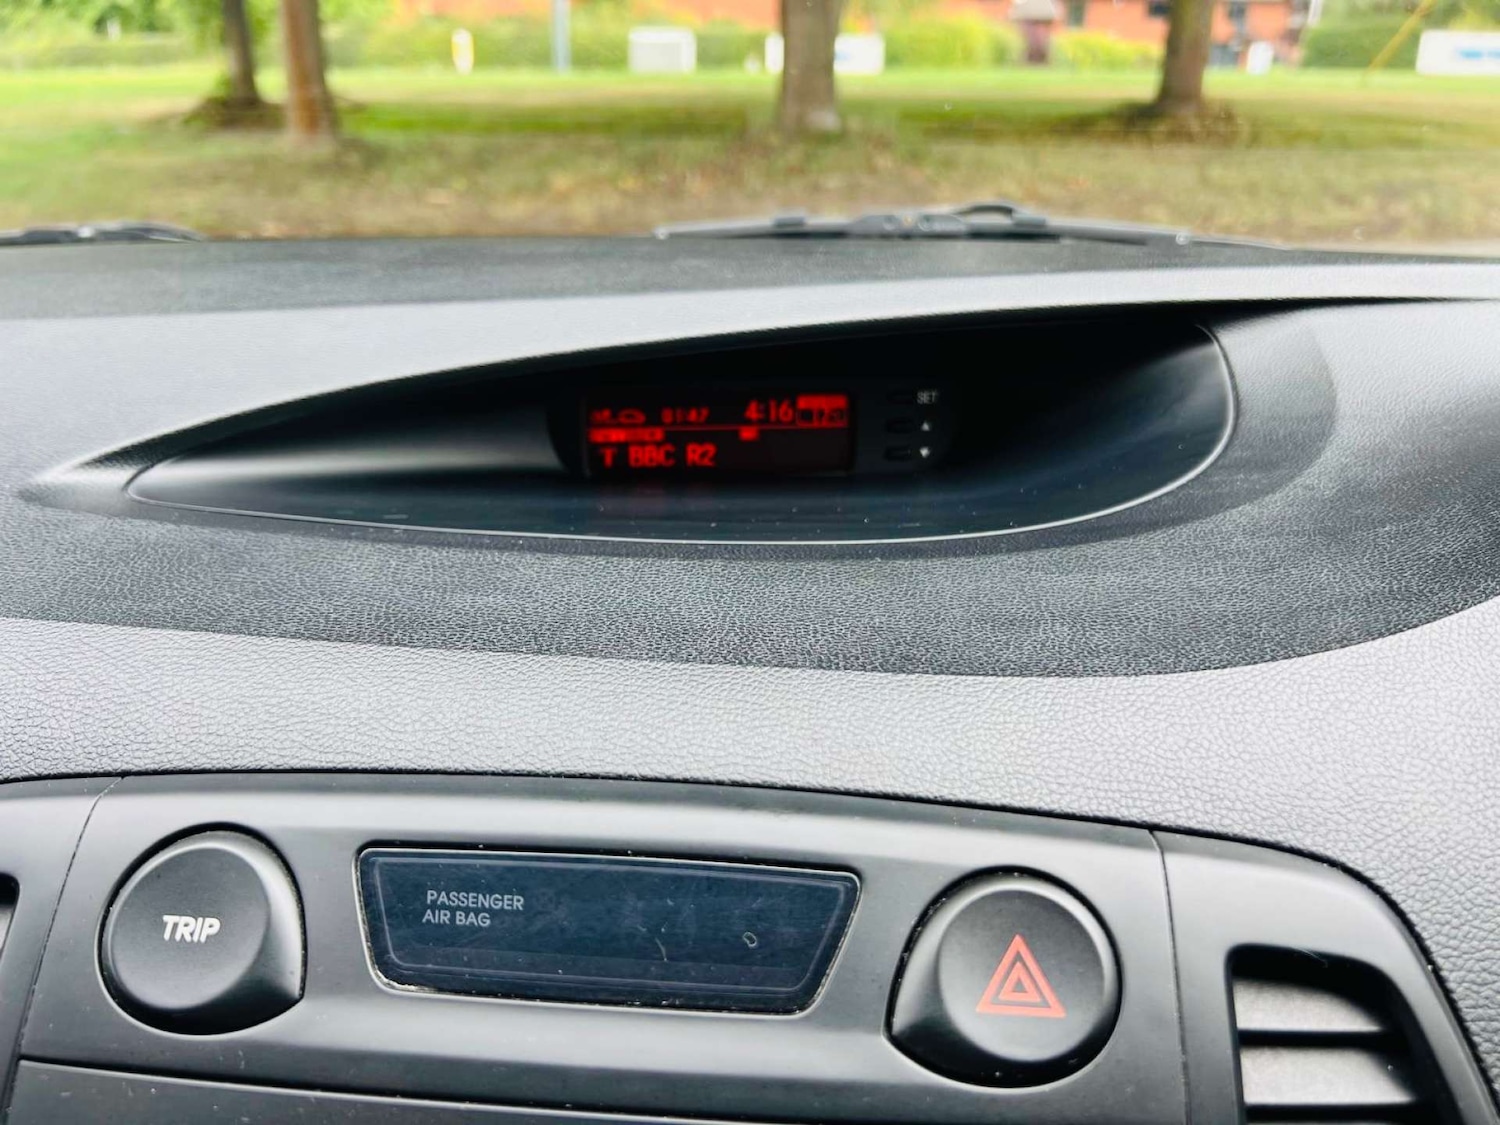 01:47 4:16
SET
T BBC R2
PASSENGER
AIR BAG
TRIP